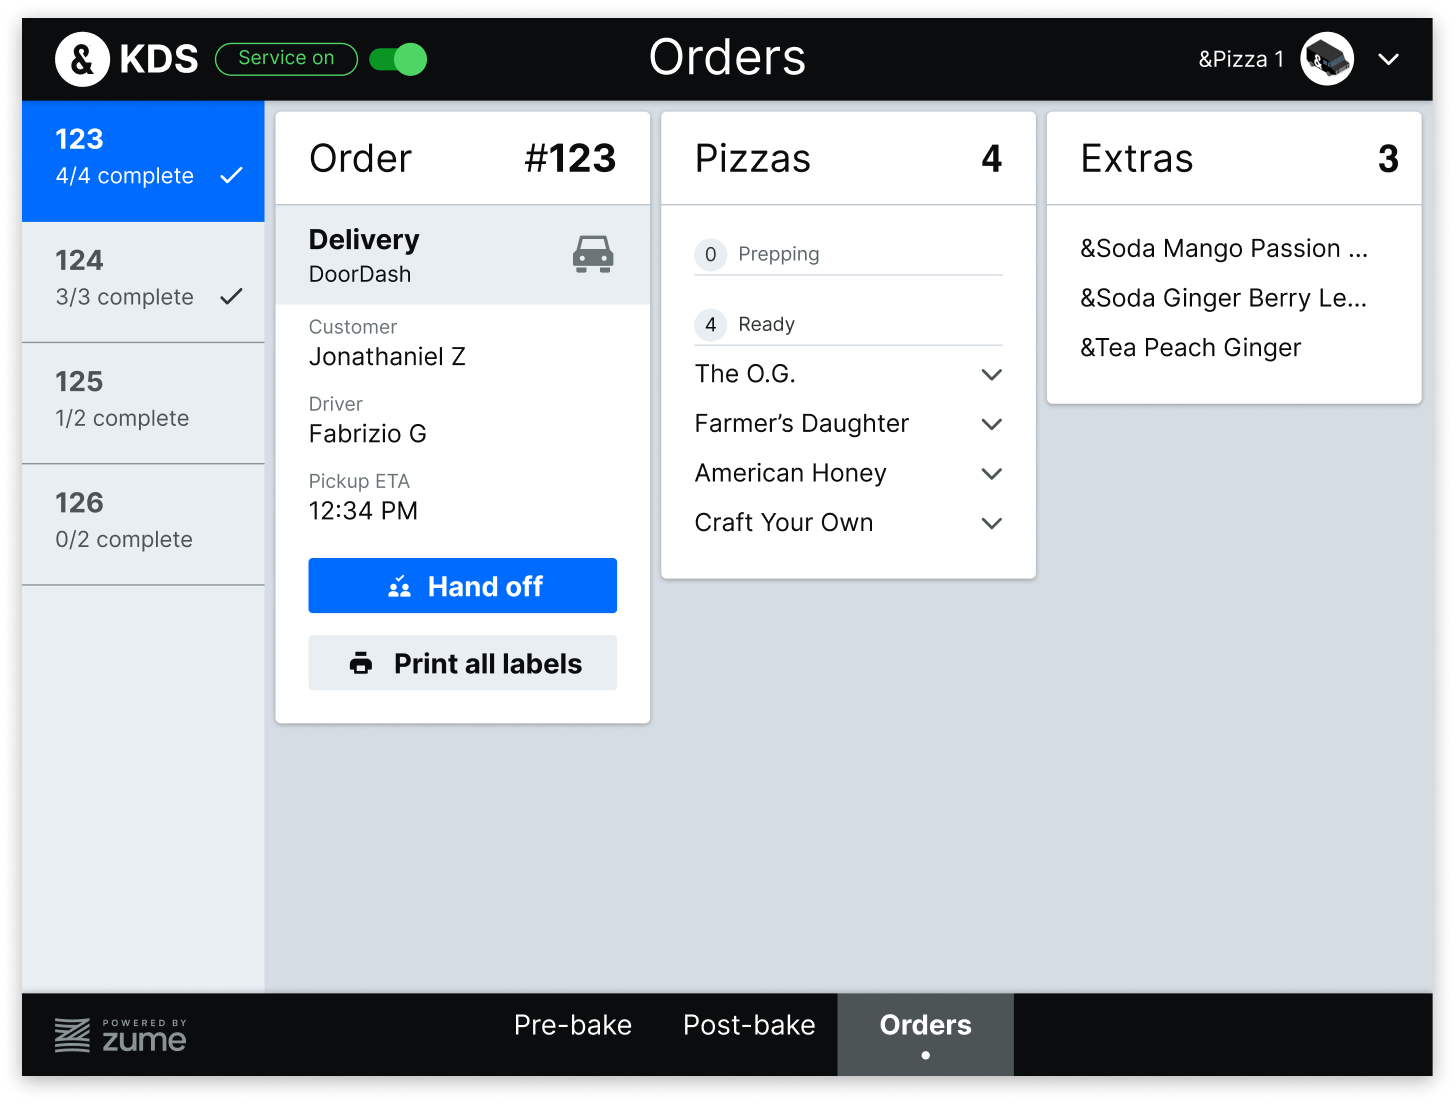 & KDS
Service on
Orders
&Pizza 1
123
4/4 complete
124
3/3 complete
125
1/2 complete
126
0/2 complete
Order #123
Delivery
DoorDash
Customer
Jonathaniel Z
Driver
Fabrizio G
Pickup ETA
12:34 PM
Hand off
Print all labels
Pizzas 4
0 Prepping
4 Ready
The O.G.
Farmer’s Daughter
American Honey
Craft Your Own
Extras 3
&Soda Mango Passion ...
&Soda Ginger Berry Le...
&Tea Peach Ginger
POWERED BY
zume
Pre-bake
Post-bake
Orders